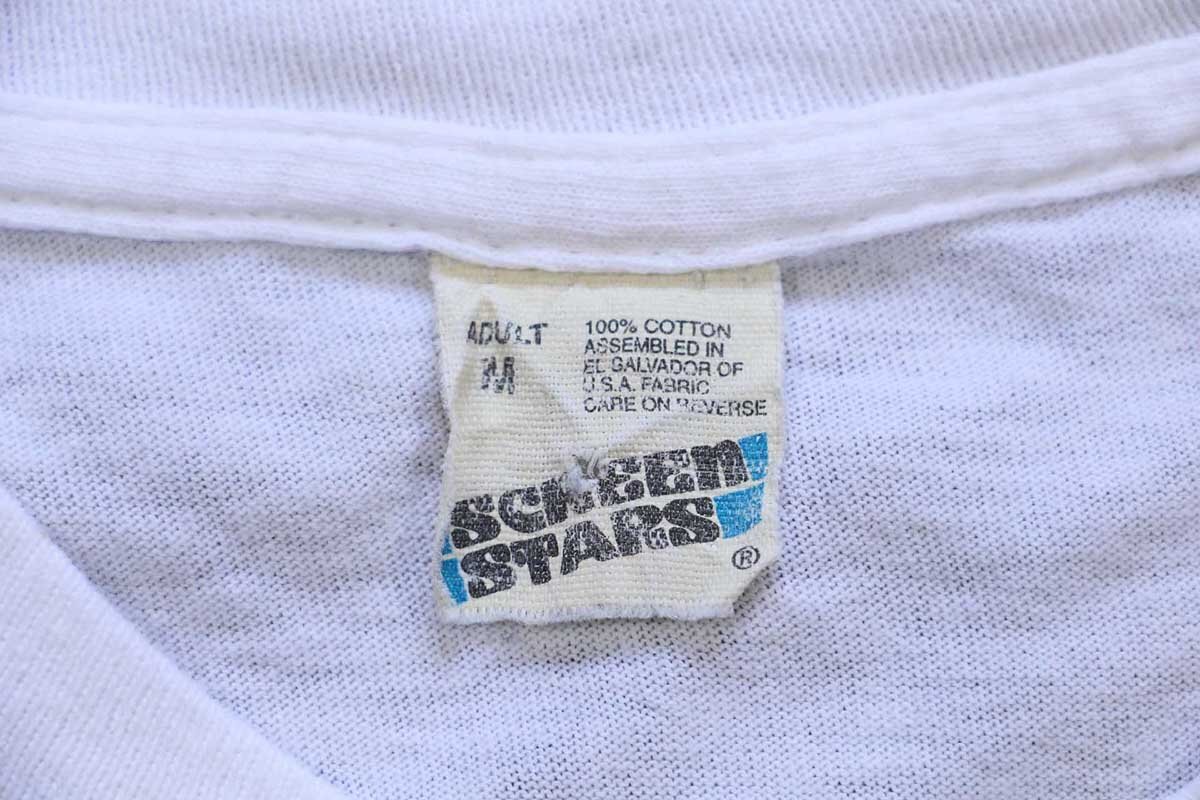 ADULT
M
100% COTTON
ASSEMBLED IN
EL SALVADOR OF
U.S.A. FABRIC
CARE ON REVERSE
SCREEN
STARS
®